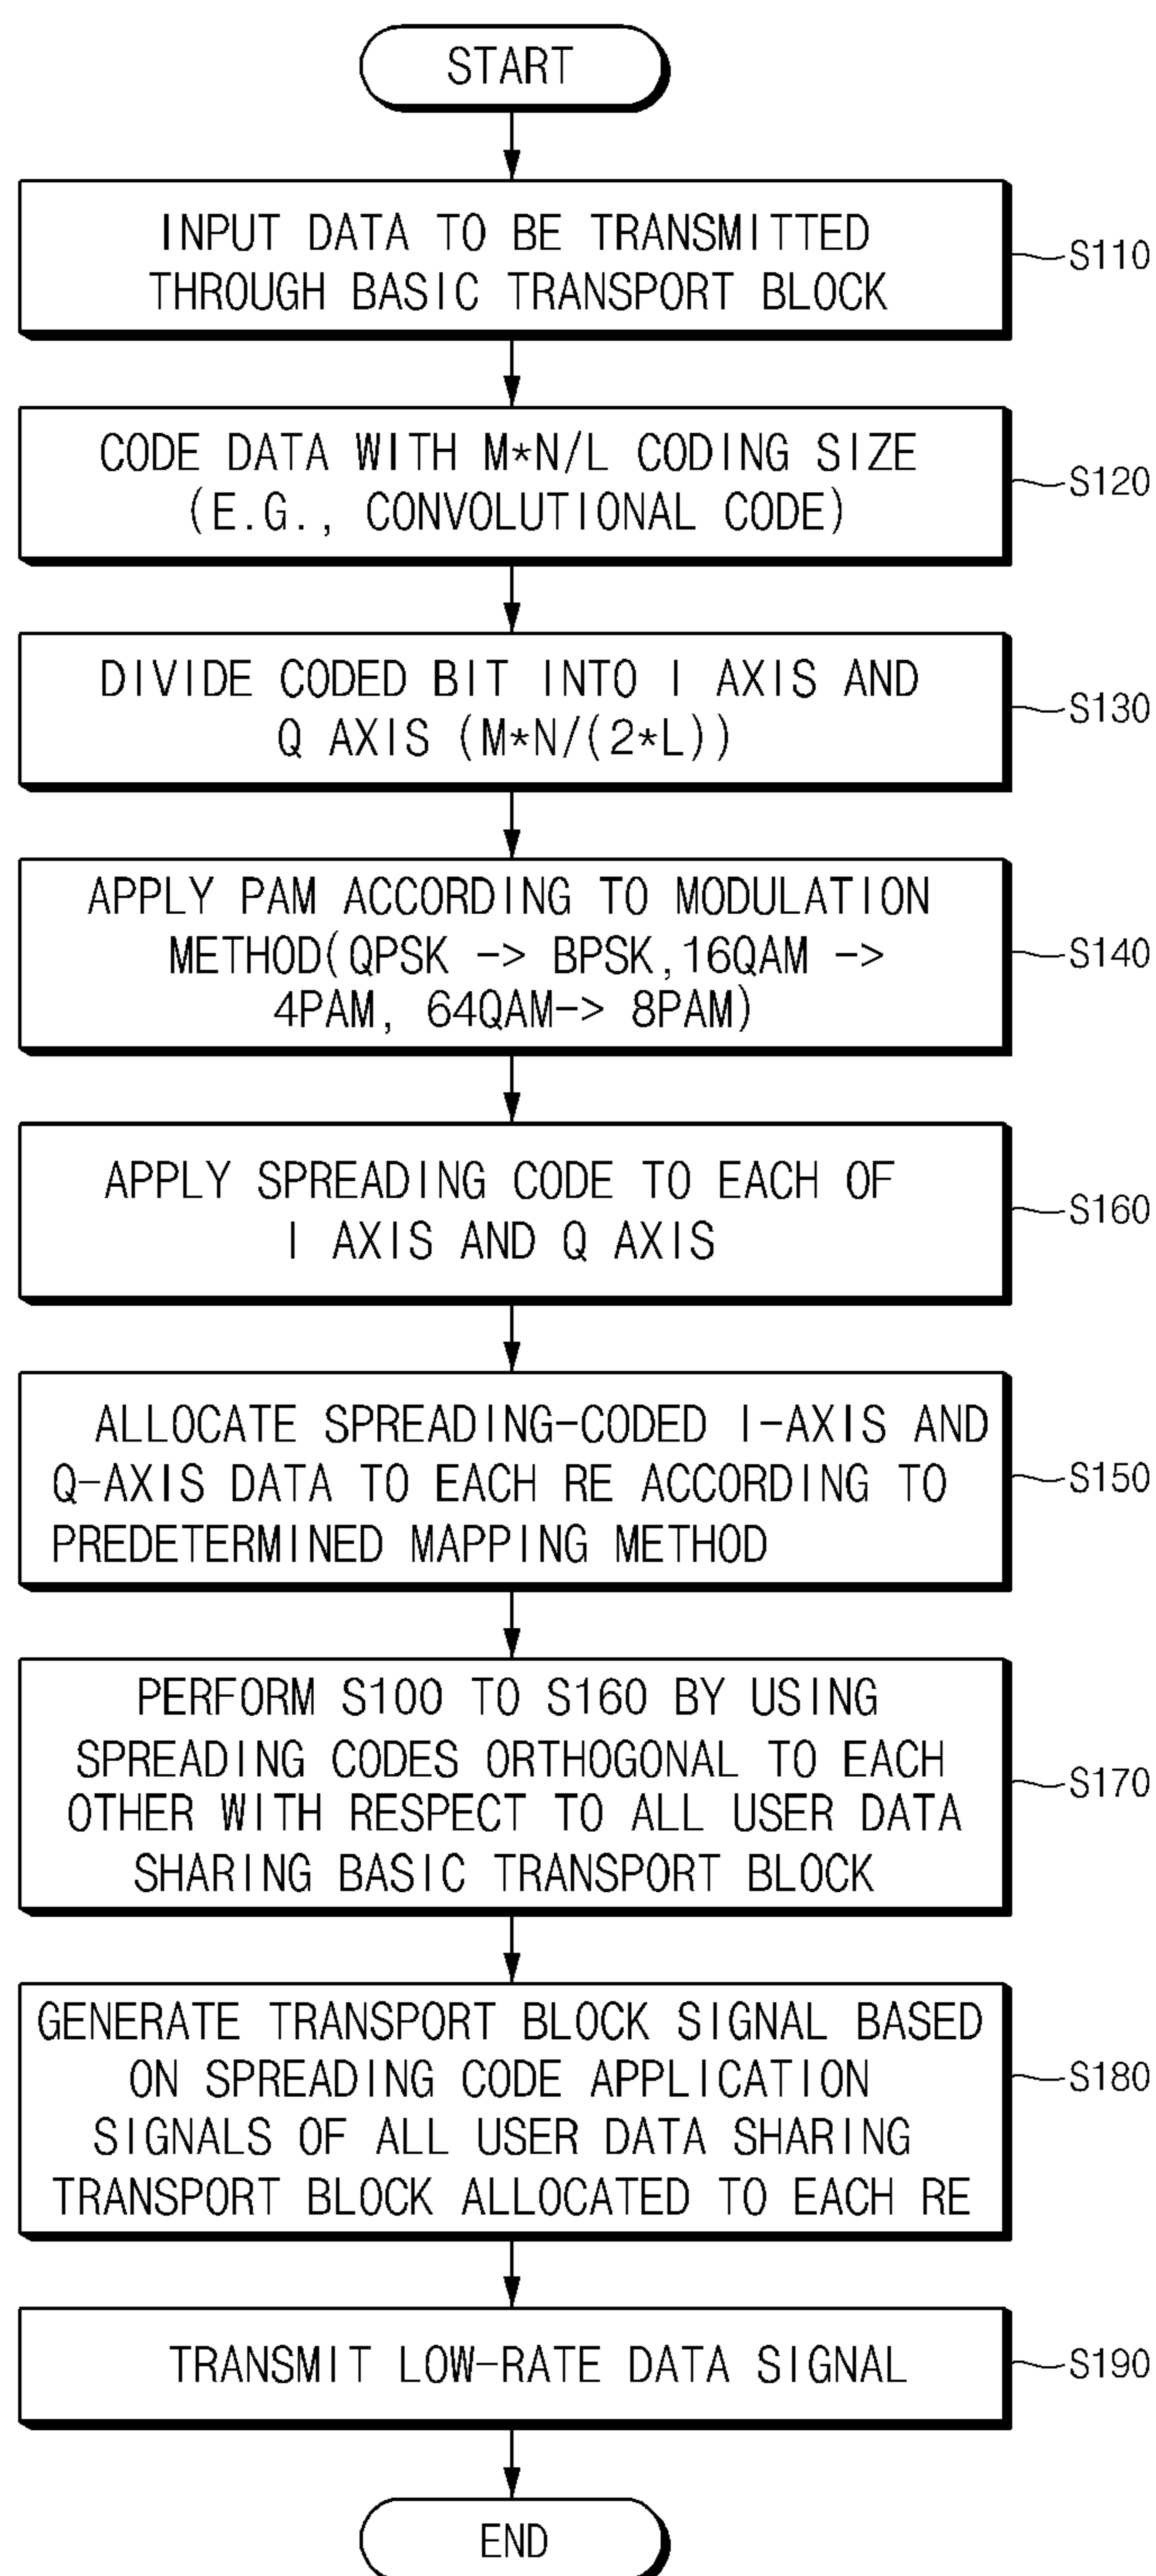 START
INPUT DATA TO BE TRANSMITTED
THROUGH BASIC TRANSPORT BLOCK
S110
CODE DATA WITH M*N/L CODING SIZE
(E.G., CONVOLUTIONAL CODE)
S120
DIVIDE CODED BIT INTO I AXIS AND
Q AXIS (M*N/(2*L))
S130
APPLY PAM ACCORDING TO MODULATION
METHOD(QPSK -> BPSK,16QAM ->
4PAM, 64QAM-> 8PAM)
S140
APPLY SPREADING CODE TO EACH OF
I AXIS AND Q AXIS
S160
ALLOCATE SPREADING-CODED I-AXIS AND
Q-AXIS DATA TO EACH RE ACCORDING TO
PREDETERMINED MAPPING METHOD
S150
PERFORM S100 TO S160 BY USING
SPREADING CODES ORTHOGONAL TO EACH
OTHER WITH RESPECT TO ALL USER DATA
SHARING BASIC TRANSPORT BLOCK
S170
GENERATE TRANSPORT BLOCK SIGNAL BASED
ON SPREADING CODE APPLICATION
SIGNALS OF ALL USER DATA SHARING
TRANSPORT BLOCK ALLOCATED TO EACH RE
S180
TRANSMIT LOW-RATE DATA SIGNAL
S190
END